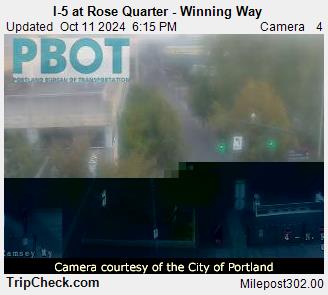 I-5 at Rose Quarter - Winning Way
Updated Oct 11 2024 6:15 PM Camera 4
PBOT
PORTLAND BUREAU OF TRANSPORTATION
Ramsey Wy
Camera courtesy of the City of Portland
TripCheck.com Milepost302.00